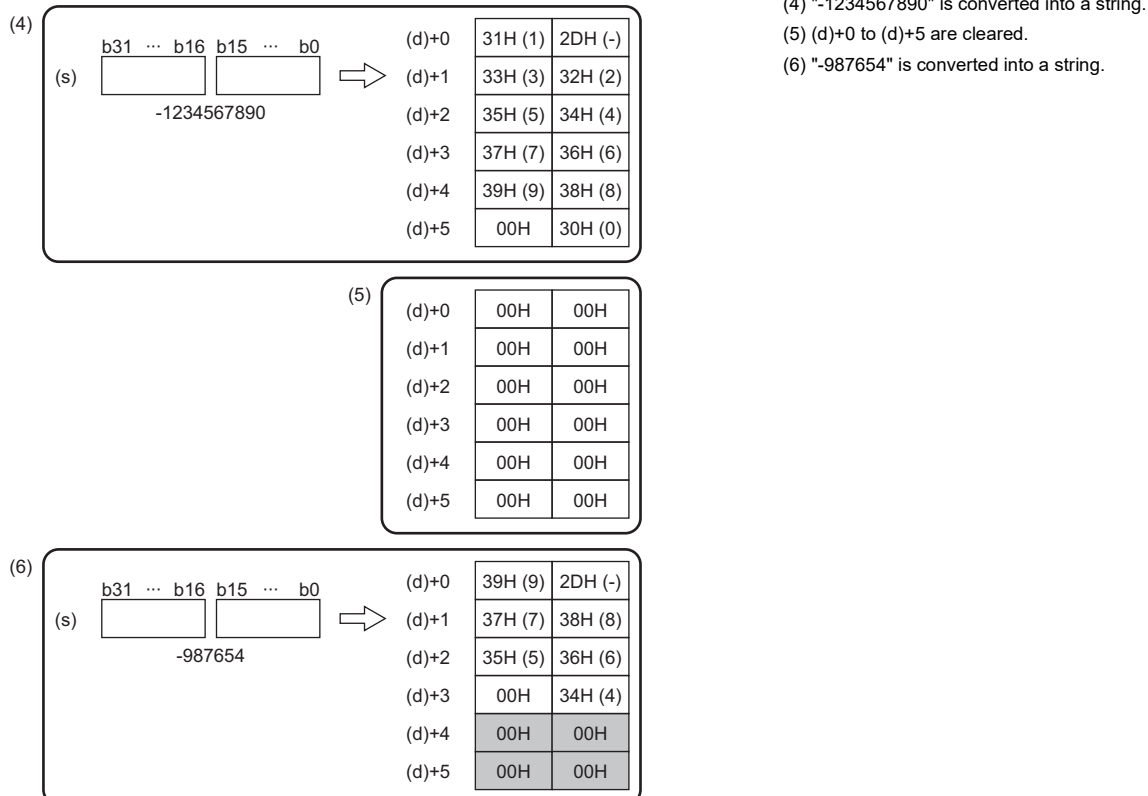 (4) "-1234567890" is converted into a string.
(5) (d)+0 to (d)+5 are cleared.
(6) "-987654" is converted into a string.
(4)
b31 ··· b16 b15 ··· b0
(s)
-1234567890
(d)+0 31H (1) 2DH (-)
(d)+1 33H (3) 32H (2)
(d)+2 35H (5) 34H (4)
(d)+3 37H (7) 36H (6)
(d)+4 39H (9) 38H (8)
(d)+5 00H 30H (0)
(5)
(d)+0 00H 00H
(d)+1 00H 00H
(d)+2 00H 00H
(d)+3 00H 00H
(d)+4 00H 00H
(d)+5 00H 00H
(6)
b31 ··· b16 b15 ··· b0
(s)
-987654
(d)+0 39H (9) 2DH (-)
(d)+1 37H (7) 38H (8)
(d)+2 35H (5) 36H (6)
(d)+3 00H 34H (4)
(d)+4 00H 00H
(d)+5 00H 00H